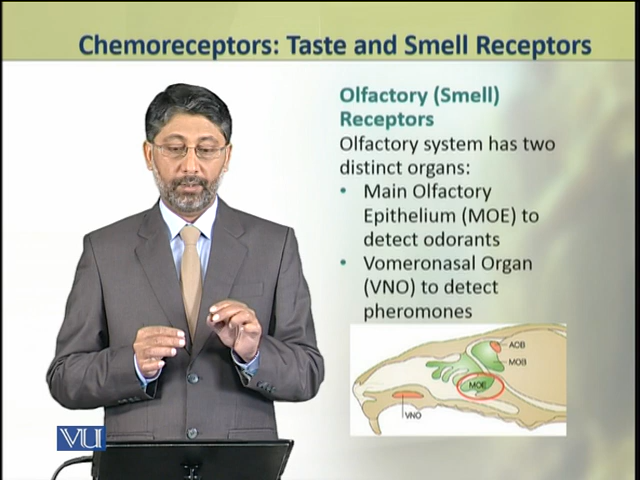 Chemoreceptors: Taste and Smell Receptors
Olfactory (Smell)
Receptors
Olfactory system has two
distinct organs:
• Main Olfactory
Epithelium (MOE) to
detect odorants
• Vomeronasal Organ
(VNO) to detect
pheromones
AOB
MOB
MOE
VNO
VU